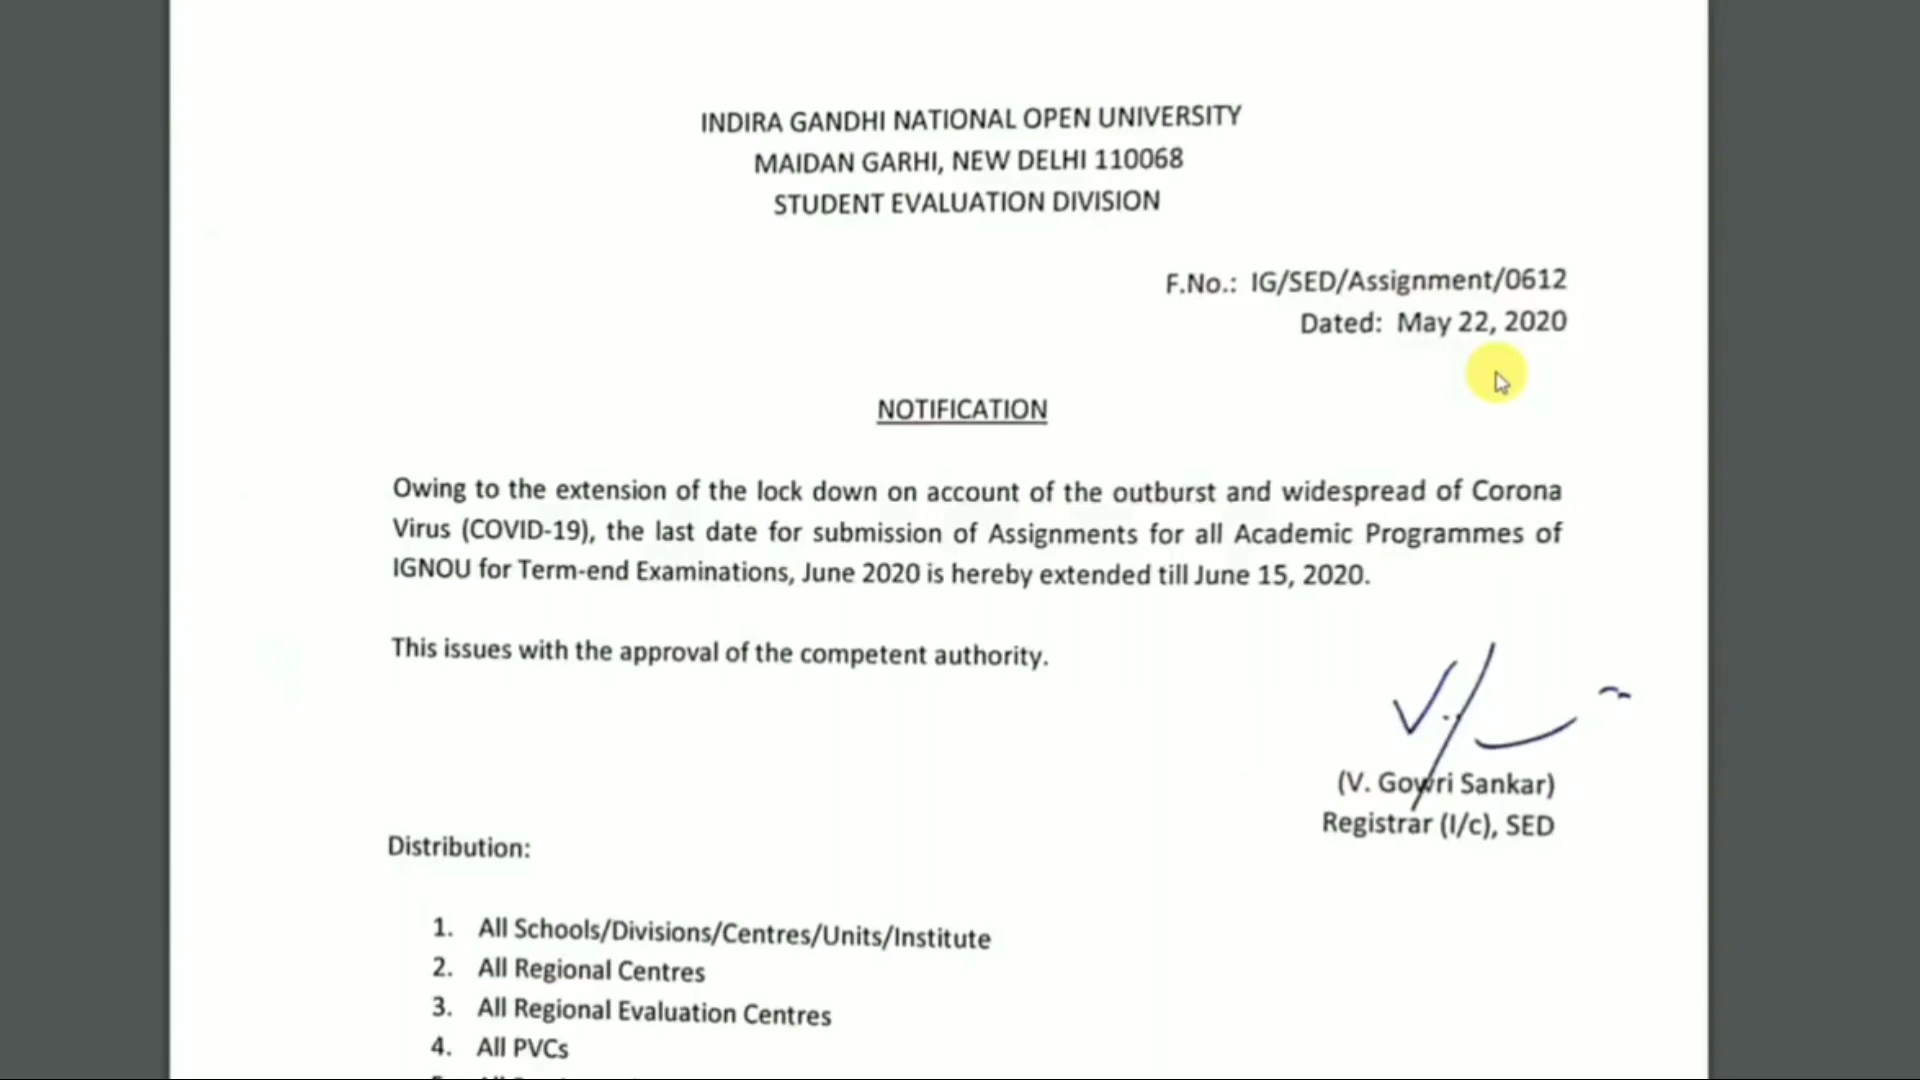 INDIRA GANDHI NATIONAL OPEN UNIVERSITY
MAIDAN GARHI, NEW DELHI 110068
STUDENT EVALUATION DIVISION
F.No.: IG/SED/Assignment/0612
Dated: May 22, 2020
NOTIFICATION
Owing to the extension of the lock down on account of the outburst and widespread of Corona
Virus (COVID-19), the last date for submission of Assignments for all Academic Programmes of
IGNOU for Term-end Examinations, June 2020 is hereby extended till June 15, 2020.
This issues with the approval of the competent authority.
(V. Gowri Sankar)
Registrar (I/c), SED
Distribution:
1. All Schools/Divisions/Centres/Units/Institute
2. All Regional Centres
3. All Regional Evaluation Centres
4. All PVCs